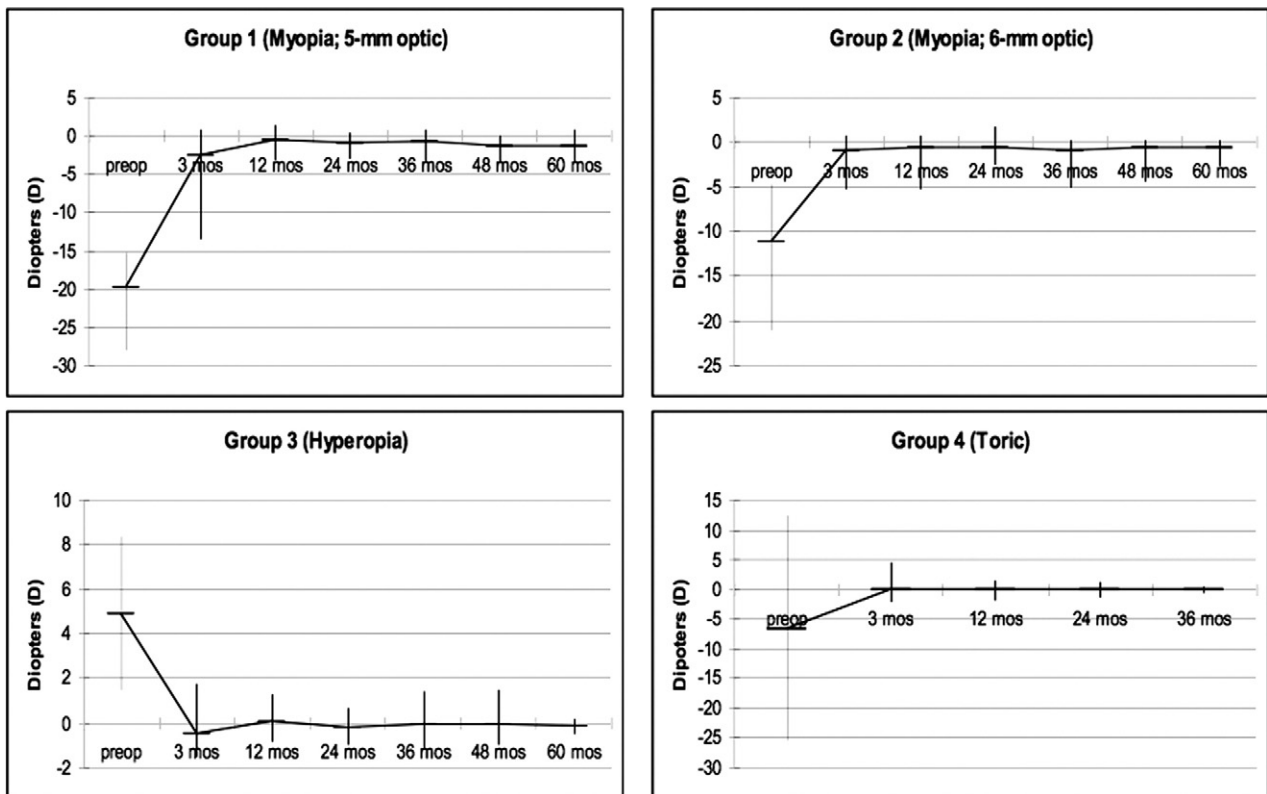 Group 1 (Myopia; 5-mm optic)
Diopters (D)
5
0
-5
-10
-15
-20
-25
-30
preop 3 mos 12 mos 24 mos 36 mos 48 mos 60 mos
Group 2 (Myopia; 6-mm optic)
Diopters (D)
5
0
-5
-10
-15
-20
-25
preop 3 mos 12 mos 24 mos 36 mos 48 mos 60 mos
Group 3 (Hyperopia)
Diopters (D)
10
8
6
4
2
0
-2
preop 3 mos 12 mos 24 mos 36 mos 48 mos 60 mos
Group 4 (Toric)
Dipoters (D)
15
10
5
0
-5
-10
-15
-20
-25
-30
preop 3 mos 12 mos 24 mos 36 mos